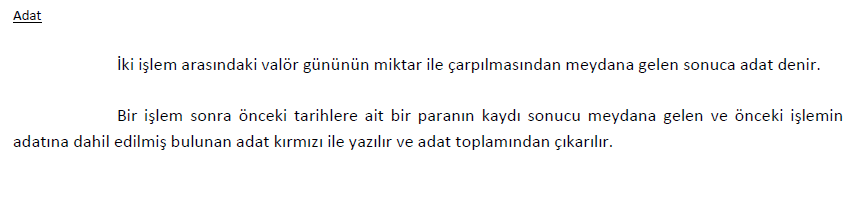 Adat
İki işlem arasındaki valör gününün miktar ile çarpılmasından meydana gelen sonuca adat denir.
Bir işlem sonra önceki tarihlere ait bir paranın kaydı sonucu meydana gelen ve önceki işlemin
adatına dahil edilmiş bulunan adat kırmızı ile yazılır ve adat toplamından çıkarılır.